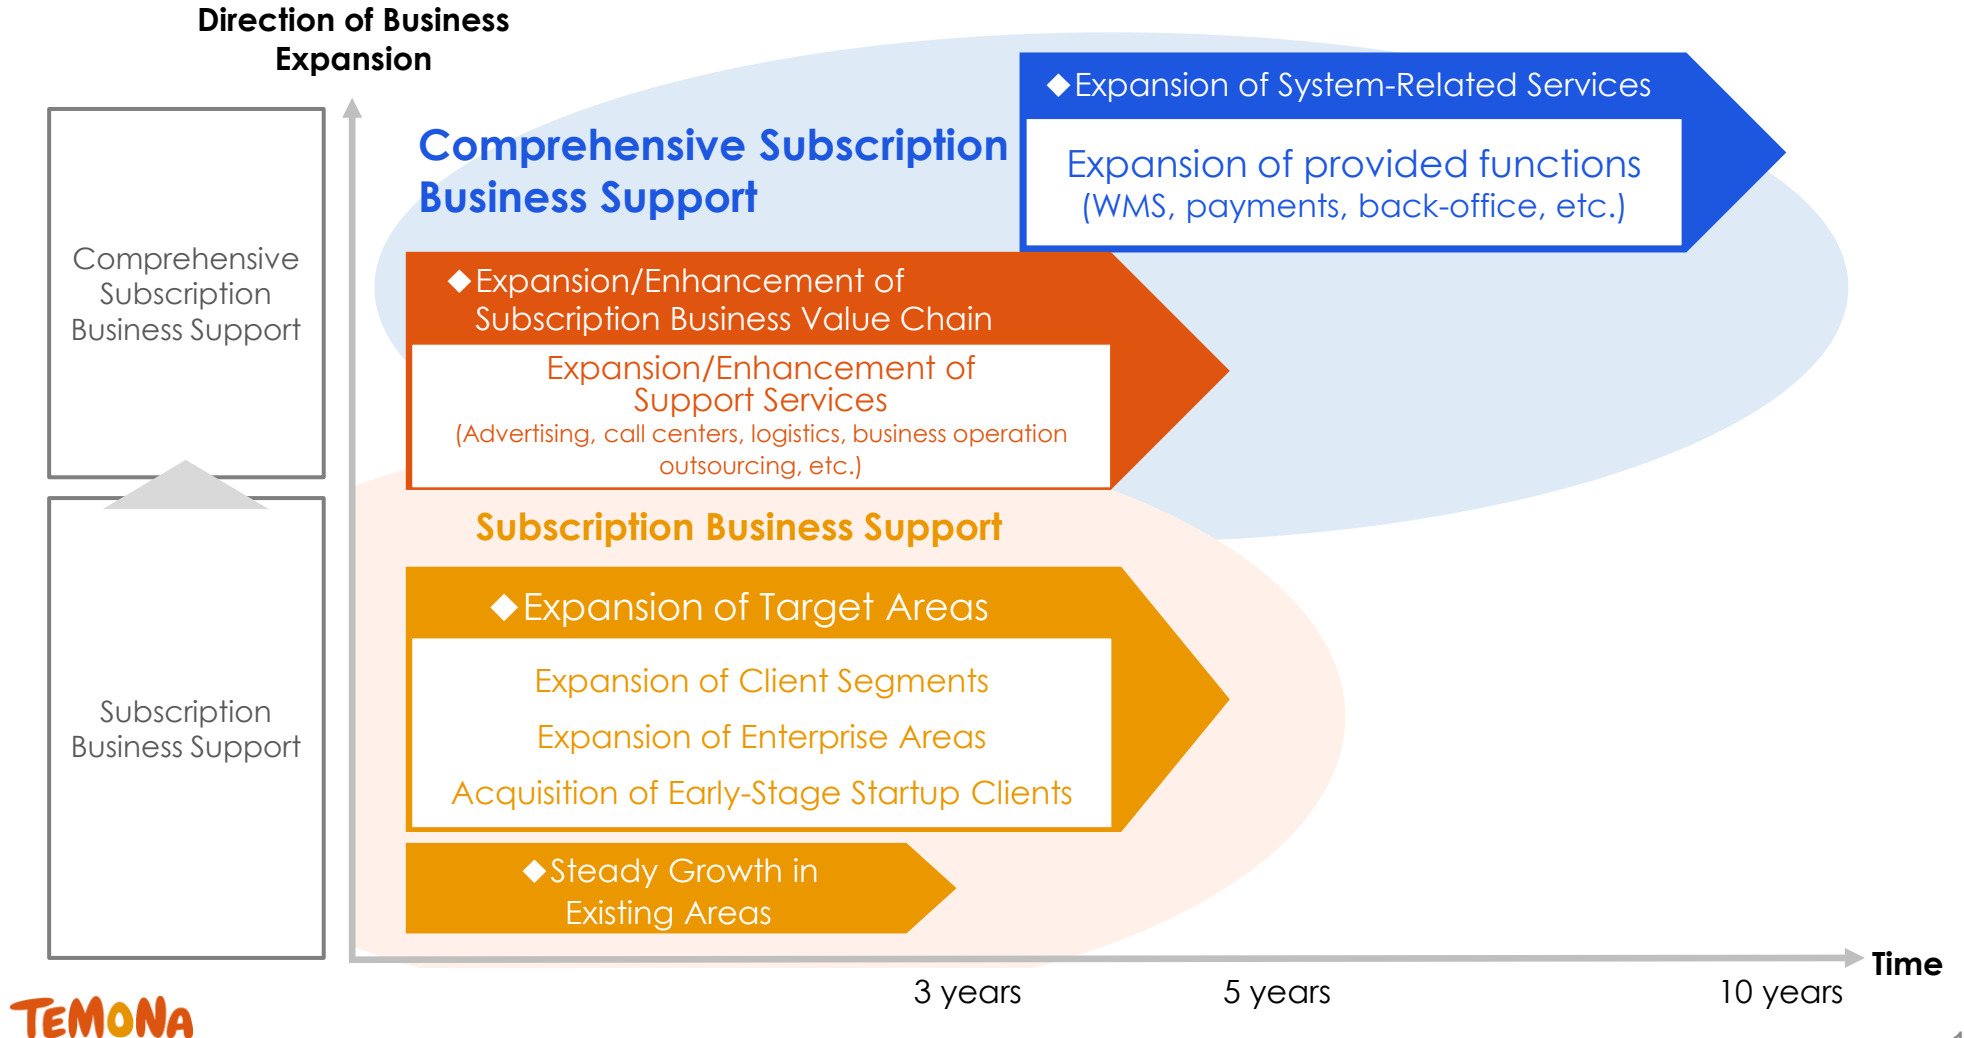 Direction of Business
Expansion
Comprehensive
Subscription
Business Support
Subscription
Business Support
Comprehensive Subscription
Business Support
◆Expansion of System-Related Services
Expansion of provided functions
(WMS, payments, back-office, etc.)
◆Expansion/Enhancement of
Subscription Business Value Chain
Expansion/Enhancement of
Support Services
(Advertising, call centers, logistics, business operation
outsourcing, etc.)
Subscription Business Support
◆Expansion of Target Areas
Expansion of Client Segments
Expansion of Enterprise Areas
Acquisition of Early-Stage Startup Clients
◆Steady Growth in
Existing Areas
Time
3 years
5 years
10 years
TEMONA